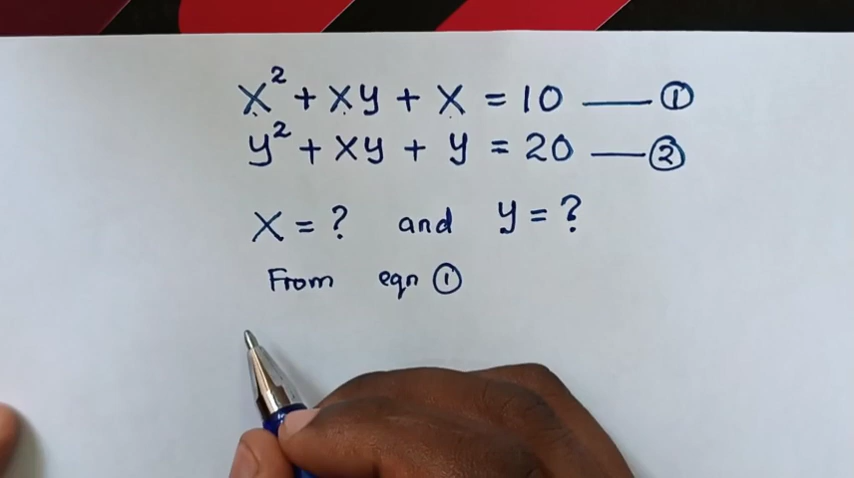 x² + xy + x = 10 —— ①
y² + xy + y = 20 —— ②
x = ? and y = ?
From eqn ①